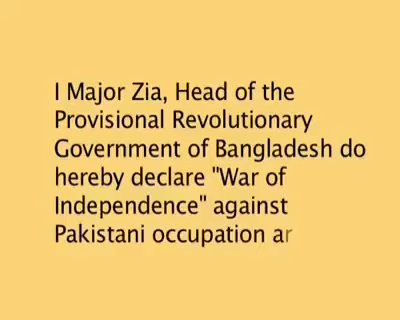 I Major Zia, Head of the
Provisional Revolutionary
Government of Bangladesh do
hereby declare "War of
Independence" against
Pakistani occupation ar